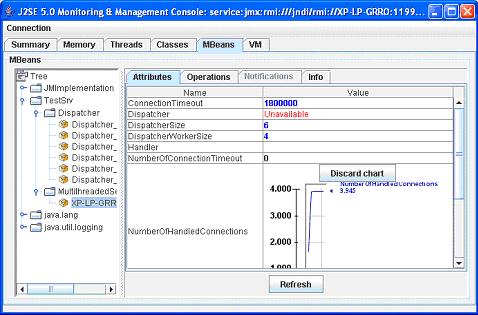 J2SE 5.0 Monitoring & Management Console: service:jmx:rmi:///jndi/rmi://XP-LP-GRRO:1199...
Connection
Summary Memory Threads Classes MBeans VM
MBeans
Tree
JMImplementation
TestSrv
Dispatcher
Dispatcher_
Dispatcher_
Dispatcher_
Dispatcher_
Dispatcher_
MultithreadedSe
XP-LP-GRR
java.lang
java.util.logging
Attributes Operations Notifications Info
Name Value
ConnectionTimeout 1800000
Dispatcher Unavailable
DispatcherSize 6
DispatcherWorkerSize 4
Handler
NumberOfConnectionTimeout 0
NumberOfHandledConnections
Discard chart
NumberOfHandledConnections
3.945
4.000
3.000
2.000
1.000
Refresh